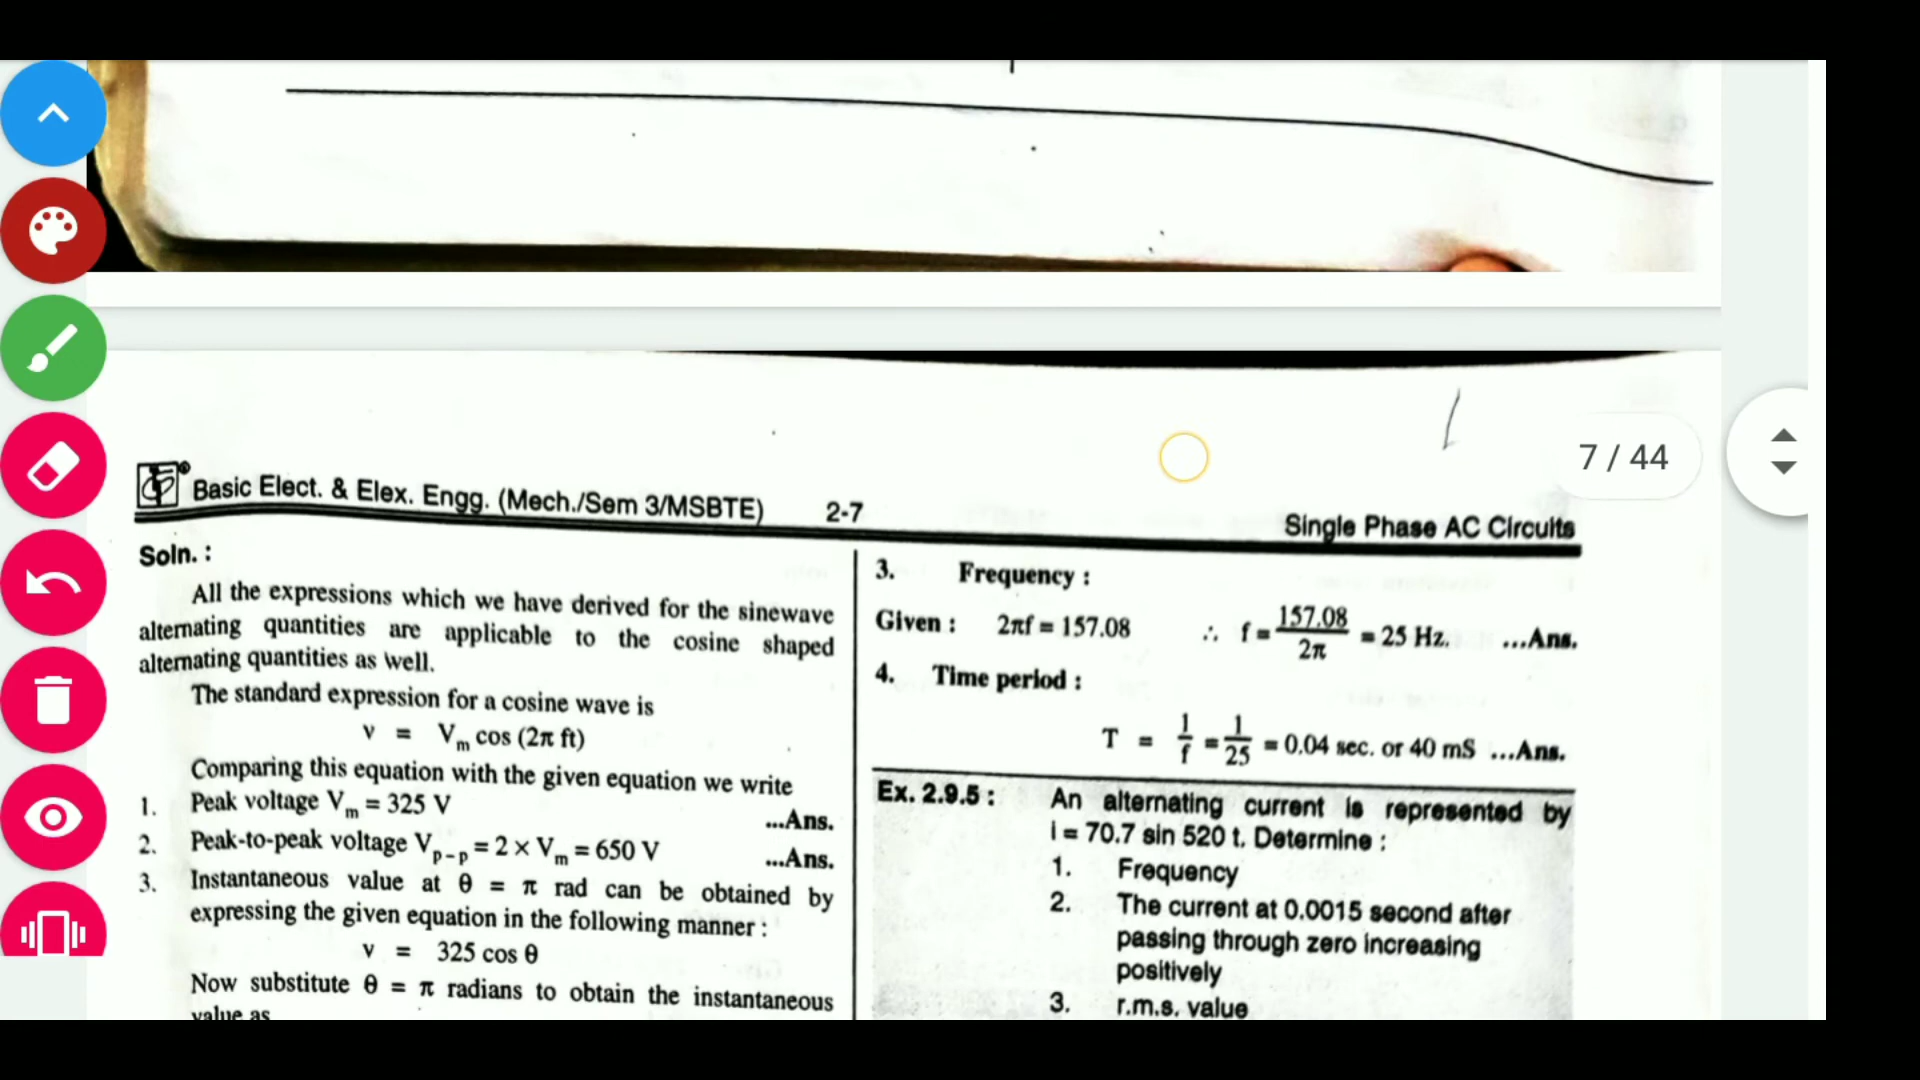 7 / 44
Basic Elect. & Elex. Engg. (Mech./Sem 3/MSBTE) 2-7 Single Phase AC Circuits
Soln. :
All the expressions which we have derived for the sinewave
alternating quantities are applicable to the cosine shaped
alternating quantities as well.
The standard expression for a cosine wave is
v = Vm cos (2π ft)
Comparing this equation with the given equation we write
1. Peak voltage Vm = 325 V ...Ans.
2. Peak-to-peak voltage Vp–p = 2 × Vm = 650 V ...Ans.
3. Instantaneous value at θ = π rad can be obtained by
expressing the given equation in the following manner :
v = 325 cos θ
Now substitute θ = π radians to obtain the instantaneous
value as
3. Frequency :
Given : 2πf = 157.08 ∴ f = 157.08 / 2π = 25 Hz. ...Ans.
4. Time period :
T = 1/f = 1/25 = 0.04 sec. or 40 mS ...Ans.
Ex. 2.9.5 : An alternating current is represented by
i = 70.7 sin 520 t. Determine :
1. Frequency
2. The current at 0.0015 second after
passing through zero increasing
positively
3. r.m.s. value